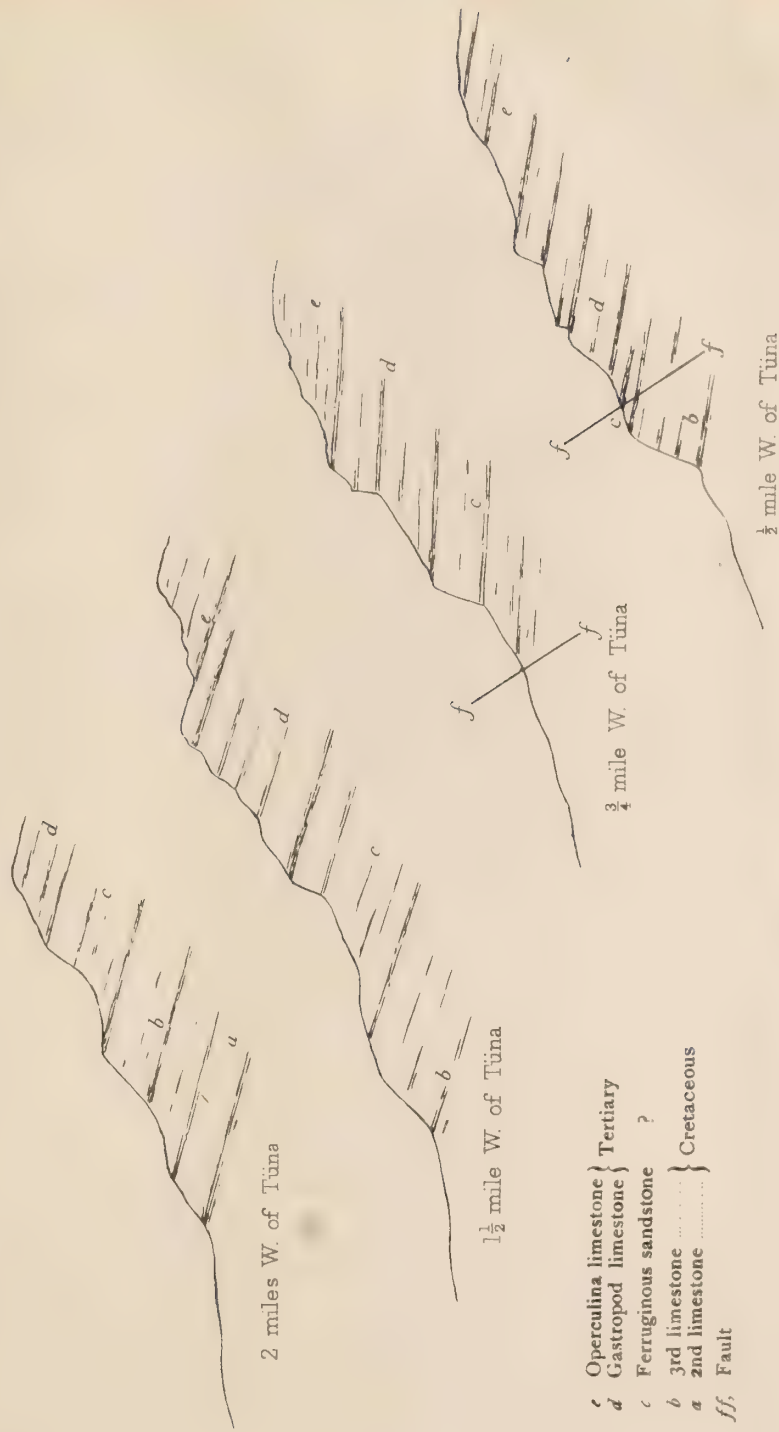 d
c
b
a
2 miles W. of Tüna
e
d
c
b
1½ mile W. of Tüna
e
d
c
f
f
¾ mile W. of Tüna
e
d
c
b
f
f
½ mile W. of Tüna
e Operculina limestone } Tertiary
d Gastropod limestone }
c Ferruginous sandstone ?
b 3rd limestone ........ } Cretaceous
a 2nd limestone ............ }
ff, Fault